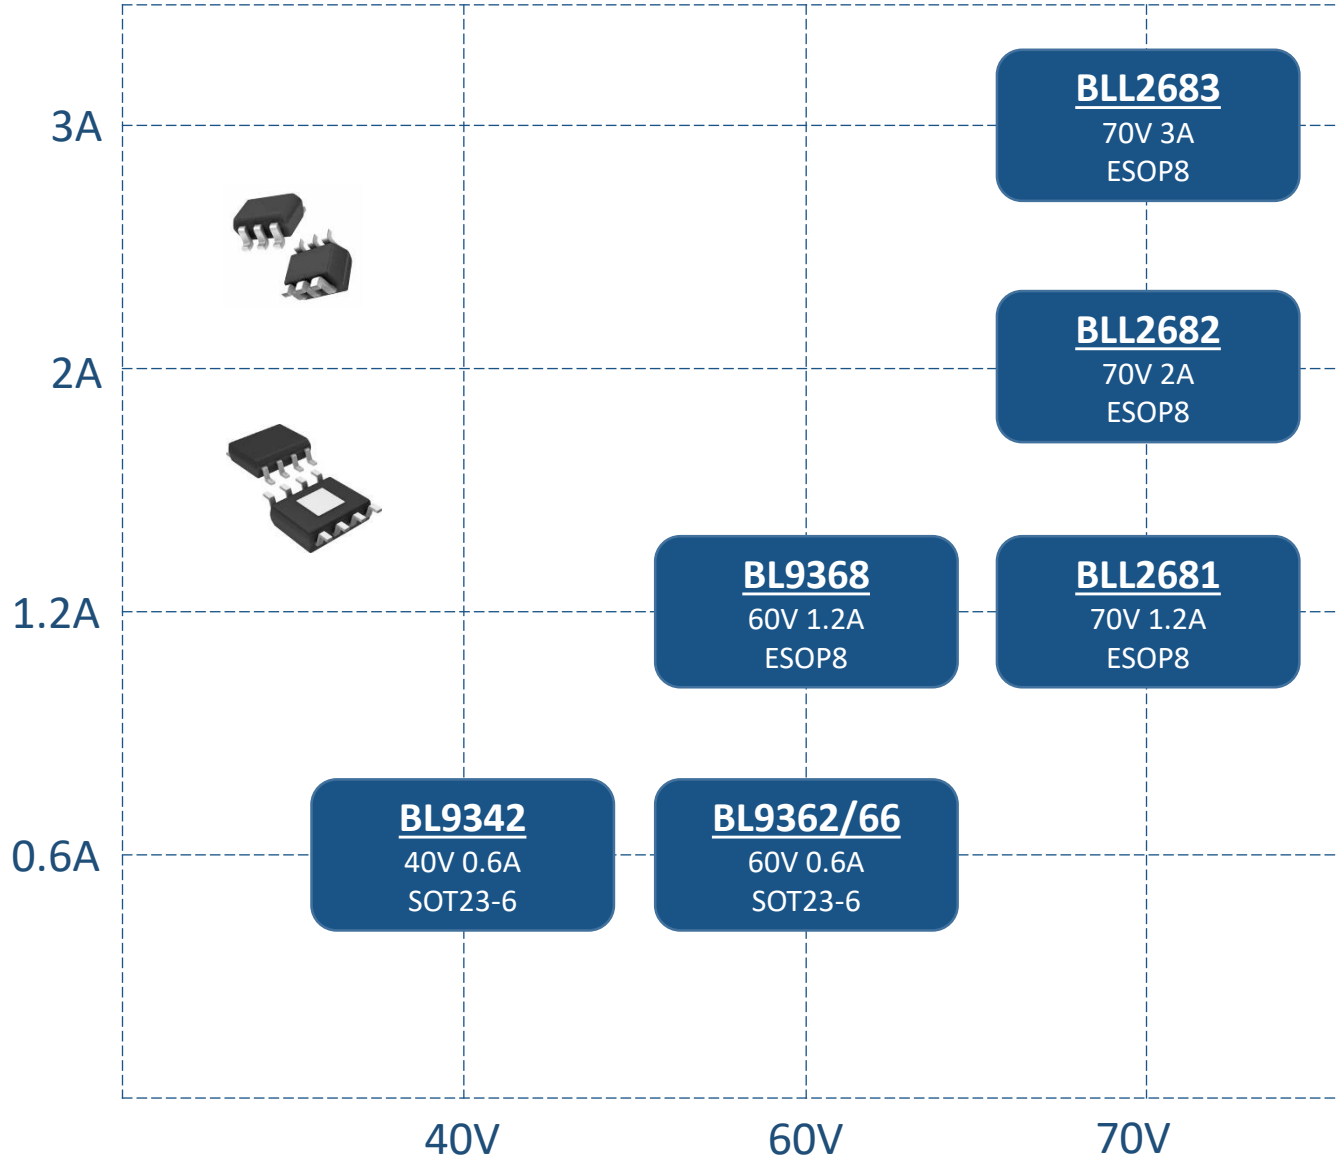 3A
BLL2683
70V 3A
ESOP8
2A
BLL2682
70V 2A
ESOP8
1.2A
BL9368
60V 1.2A
ESOP8
BLL2681
70V 1.2A
ESOP8
0.6A
BL9342
40V 0.6A
SOT23-6
BL9362/66
60V 0.6A
SOT23-6
40V
60V
70V